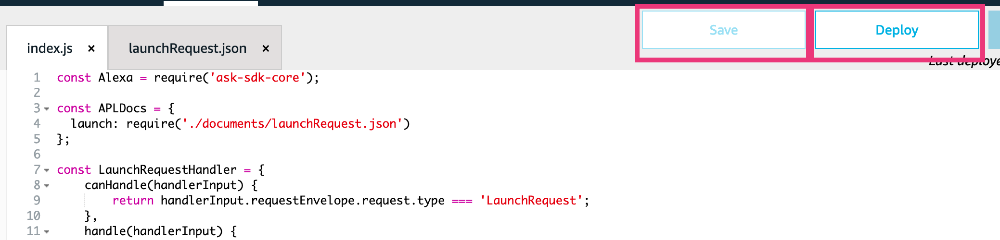 Save Deploy
index.js × launchRequest.json ×
Last deploye
1 const Alexa = require('ask-sdk-core');
2
3 const APLDocs = {
4   launch: require('./documents/launchRequest.json')
5 };
6
7 const LaunchRequestHandler = {
8     canHandle(handlerInput) {
9         return handlerInput.requestEnvelope.request.type === 'LaunchRequest';
10     },
11     handle(handlerInput) {